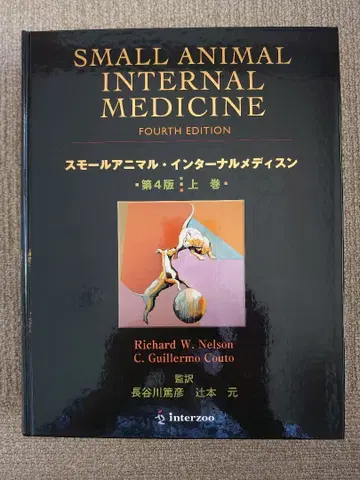 SMALL ANIMAL
INTERNAL
MEDICINE
FOURTH EDITION
スモールアニマル・インターナルメディスン
第4版 上 巻
Richard W. Nelson
C. Guillermo Couto
監訳
長谷川篤彦 辻本 元
interzoo